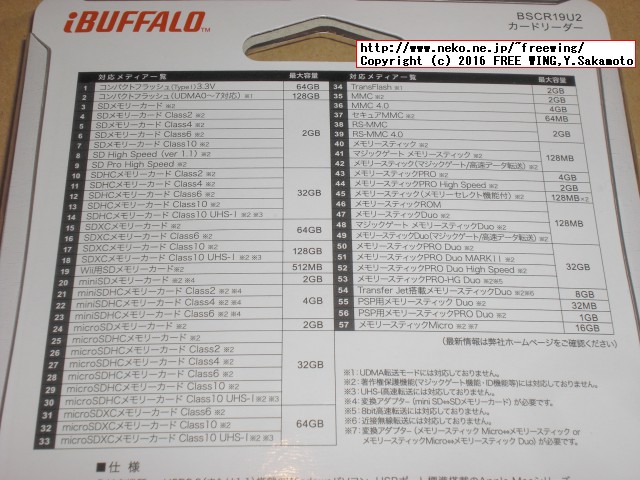 iBUFFALO™
BSCR19U2
カードリーダー
http://www.neko.ne.jp/~freewing/
Copyright (c) 2016 FREE WING,Y.Sakamoto
対応メディア一覧 最大容量
1 コンパクトフラッシュ(TypeI)3.3V 64GB
2 コンパクトフラッシュ(UDMA0～7対応) ※1 128GB
3 SDメモリーカード ※2
4 SDメモリーカード Class2 ※2
5 SDメモリーカード Class4 ※2
6 SDメモリーカード Class6 ※2 2GB
7 SDメモリーカード Class10 ※2
8 SD High Speed (ver 1.1) ※2
9 SD Pro High Speed ※2
10 SDHCメモリーカード Class2 ※2
11 SDHCメモリーカード Class4 ※2
12 SDHCメモリーカード Class6 ※2 32GB
13 SDHCメモリーカード Class10 ※2
14 SDHCメモリーカード Class10 UHS-I ※2 ※3
15 SDXCメモリーカード ※2 64GB
16 SDXCメモリーカード Class6 ※2
17 SDXCメモリーカード Class10 ※2 128GB
18 SDXCメモリーカード Class10 UHS-I ※2 ※3
19 Wii用SDメモリーカード※2 512MB
20 miniSDメモリーカード ※2 ※4 2GB
21 miniSDHCメモリーカード Class2 ※2 ※4
22 miniSDHCメモリーカード Class4 ※2 ※4 4GB
23 miniSDHCメモリーカード Class6 ※2 ※4
24 microSDメモリーカード ※2 2GB
25 microSDHCメモリーカード ※2
26 microSDHCメモリーカード Class2 ※2
27 microSDHCメモリーカード Class4 ※2 32GB
28 microSDHCメモリーカード Class6 ※2
29 microSDHCメモリーカード Class10 ※2
30 microSDHCメモリーカード Class10 UHS-I ※2 ※3
31 microSDXCメモリーカード Class6 ※2
32 microSDXCメモリーカード Class10 ※2 64GB
33 microSDXCメモリーカード Class10 UHS-I ※2 ※3
34 TransFlash ※1 2GB
35 MMC ※2 2GB
36 MMC 4.0 4GB
37 セキュアMMC ※2 64MB
38 RS-MMC 2GB
39 RS-MMC 4.0
40 メモリースティック ※2
41 マジックゲート メモリースティック ※2 128MB
42 メモリースティック(マジックゲート/高速データ転送) ※2
43 メモリースティックPRO ※2 4GB
44 メモリースティックPRO High Speed ※2 2GB
45 メモリースティック(メモリーセレクト機能付) ※2 128MB×2
46 メモリースティックROM
47 メモリースティックDuo ※2 128MB
48 マジックゲート メモリースティックDuo ※2
49 メモリースティックDuo(マジックゲート/高速データ転送)※2
50 メモリースティックPRO Duo ※2
51 メモリースティックPRO Duo MARKII ※2 32GB
52 メモリースティックPRO Duo High Speed ※2
53 メモリースティックPRO-HG Duo ※2※5
54 Transfer Jet搭載メモリースティックDuo ※2※6 8GB
55 PSP用メモリースティック Duo 32MB
56 PSP用メモリースティックPRO Duo 1GB
57 メモリースティックMicro ※2 ※7 16GB
(最新情報は弊社ホームページをご確認ください)
※1：UDMA転送モードには対応しておりません。
※2：著作権保護機能(マジックゲート機能・ID機能等)には対応しておりません。
※3：UHS-I高速転送には対応しておりません。
※4：変換アダプター(mini SD⇔SDメモリーカード)が必要です。
※5：8bit高速転送には対応しておりません。
※6：近接無線転送には対応しておりません。
※7：変換アダプター(メモリースティック Micro⇔メモリースティック or
メモリースティックMicro⇔メモリースティック Duo)が必要です。
■仕 様